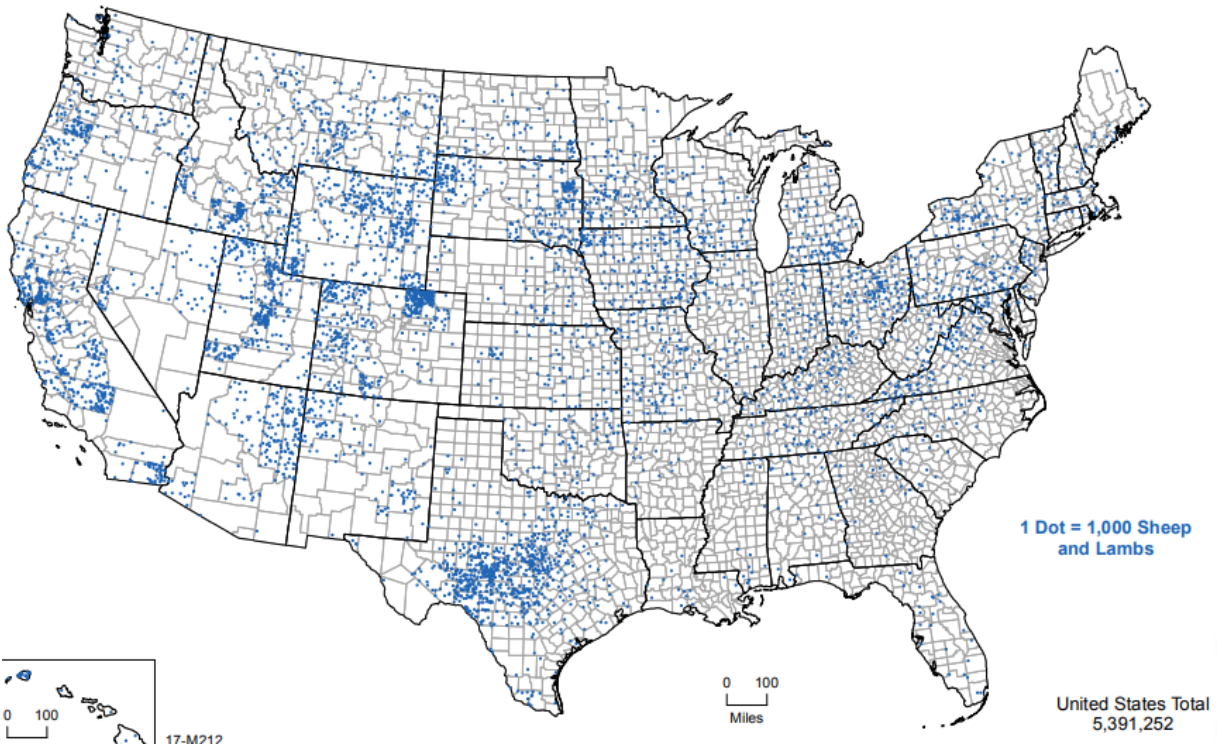 1 Dot = 1,000 Sheep
and Lambs
0 100
Miles
United States Total
5,391,252
0 100
17-M212